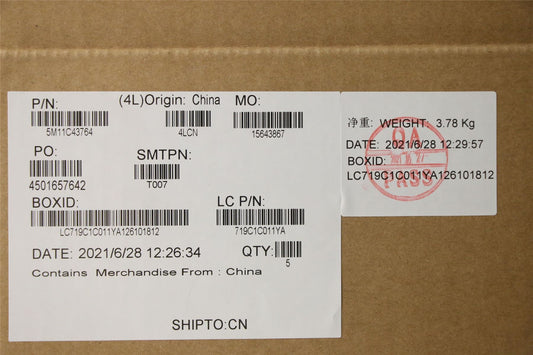 P/N:
(4L)Origin: China
MO:
5M11C43764
4LCN
15643867
PO:
SMTPN:
4501657642
T007
BOXID:
LC P/N:
LC719C1C011YA126101812
719C1C011YA
DATE: 2021/6/28 12:26:34
QTY:
5
Contains Merchandise From : China
SHIPTO:CN
净重: WEIGHT: 3.78 Kg
DATE: 2021/6/28 12:29:57
BOXID:
LC719C1C011YA126101812
QA
PASS